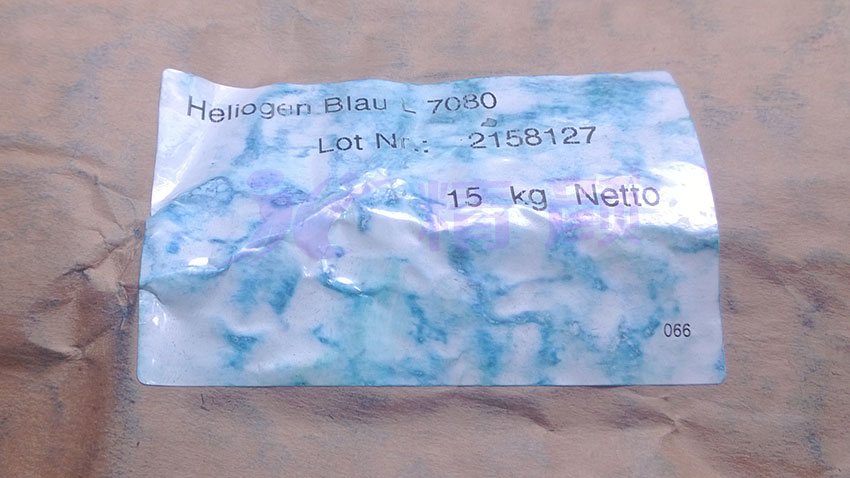 Heliogen Blau L 7080
Lot Nr.: 2158127
15 kg Netto
066